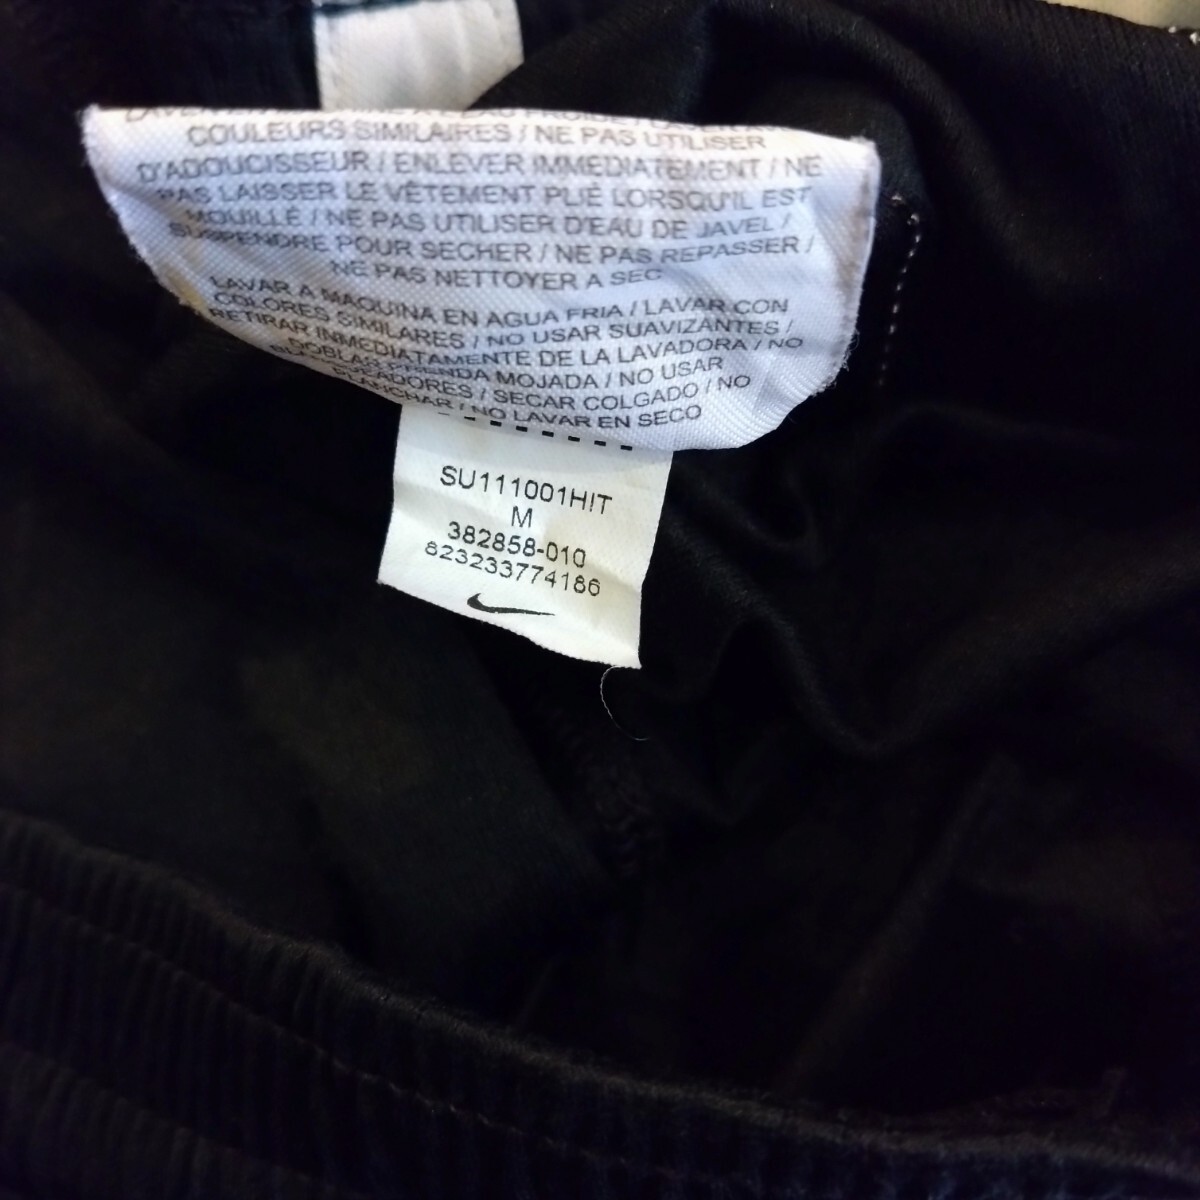 COULEURS SIMILAIRES / NE PAS UTILISER
D'ADOUCISSEUR / ENLEVER IMMEDIATEMENT / NE
PAS LAISSER LE VÊTEMENT PLIÉ LORSQU'IL EST
MOUILLÉ / NE PAS UTILISER D'EAU DE JAVEL /
SUSPENDRE POUR SECHER / NE PAS REPASSER /
NE PAS NETTOYER A SEC
LAVAR A MAQUINA EN AGUA FRIA / LAVAR CON
COLORES SIMILARES / NO USAR SUAVIZANTES /
RETIRAR INMEDIATAMENTE DE LA LAVADORA / NO
PRENDA MOJADA / NO USAR
/ SECAR COLGADO / NO
PLANCHAR / NO LAVAR EN SECO
SU111001HIT
M
382858-010
823233774186